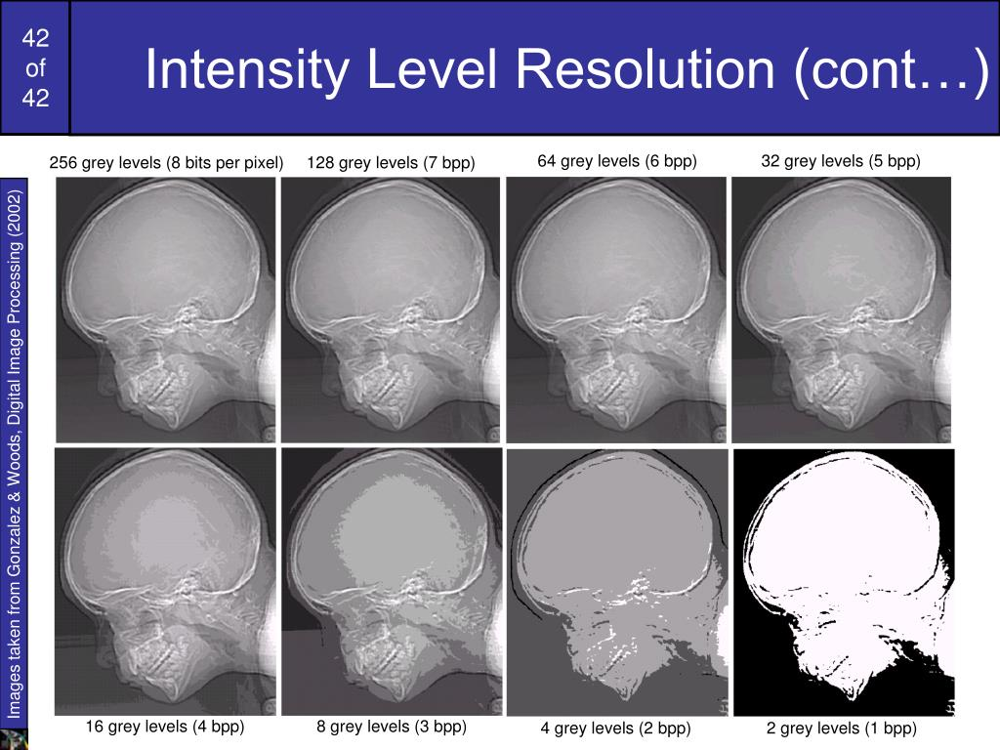 42
of
42
Intensity Level Resolution (cont…)
256 grey levels (8 bits per pixel)
128 grey levels (7 bpp)
64 grey levels (6 bpp)
32 grey levels (5 bpp)
Images taken from Gonzalez & Woods, Digital Image Processing (2002)
16 grey levels (4 bpp)
8 grey levels (3 bpp)
4 grey levels (2 bpp)
2 grey levels (1 bpp)